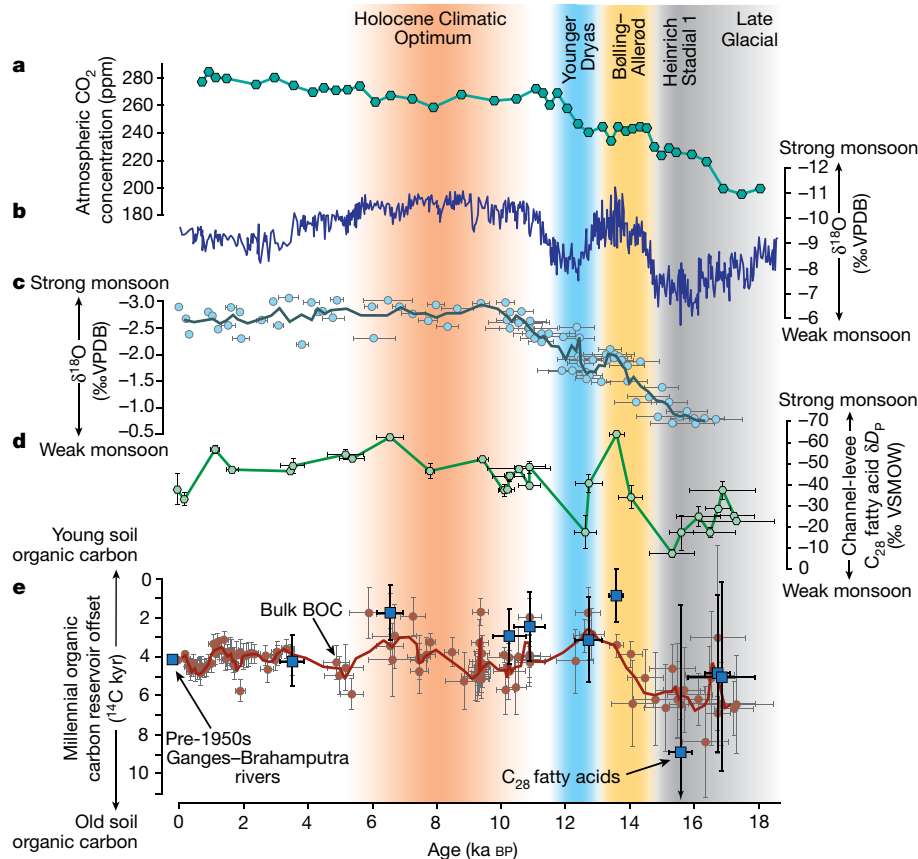 Holocene Climatic
Optimum
Younger
Dryas
Bølling–
Allerød
Heinrich
Stadial 1
Late
Glacial
a
Atmospheric CO2
concentration (ppm)
280
260
240
220
200
180
b
Strong monsoon
–12
–11
–10
–9
–8
–7
–6
δ18O
(‰VPDB)
Weak monsoon
c
Strong monsoon
–3.0
–2.5
–2.0
–1.5
–1.0
–0.5
δ18O
(‰VPDB)
Weak monsoon
d
Strong monsoon
–70
–60
–50
–40
–30
–20
–10
0
Channel-levee
C28 fatty acid δDP
(‰ VSMOW)
Weak monsoon
Young soil
organic carbon
e
0
2
4
6
8
10
Millennial organic
carbon reservoir offset
(14C kyr)
Bulk BOC
Pre-1950s
Ganges–Brahamputra
rivers
C28 fatty acids
Old soil
organic carbon
0
2
4
6
8
10
12
14
16
18
Age (ka BP)